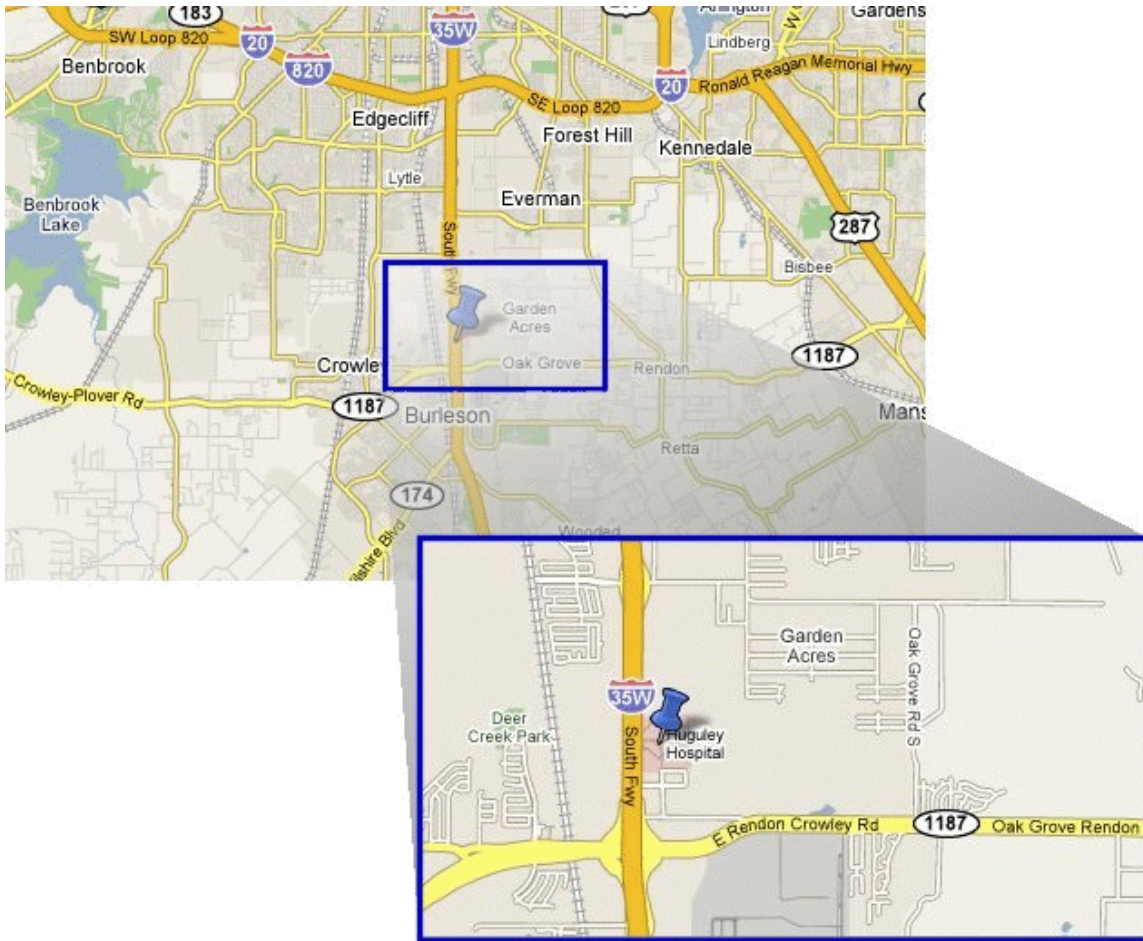 183
35W
Arlington
Gardens
SW Loop 820
20
Lindberg
Benbrook
820
20
Ronald Reagan Memorial Hwy
SE Loop 820
Edgecliff
Forest Hill
Kennedale
Lytle
Everman
Benbrook
Lake
287
South Fwy
Bisbee
Garden
Acres
Crowley
Oak Grove
Rendon
1187
Crowley-Plover Rd
1187
Burleson
Mans
Retta
174
Wooded
lshire Blvd
Garden
Acres
Oak Grove Rd S
35W
Deer
Creek Park
Huguley
Hospital
South Fwy
E Rendon Crowley Rd
1187
Oak Grove Rendon